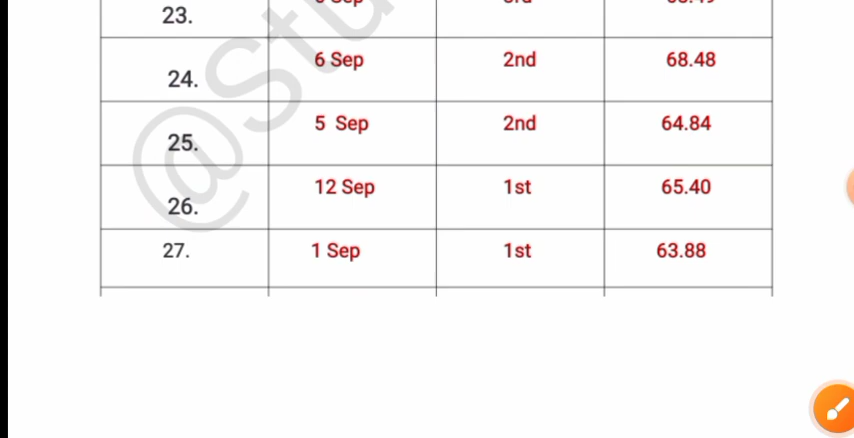 23.
24. 6 Sep 2nd 68.48
25. 5 Sep 2nd 64.84
26. 12 Sep 1st 65.40
27. 1 Sep 1st 63.88
@Stu